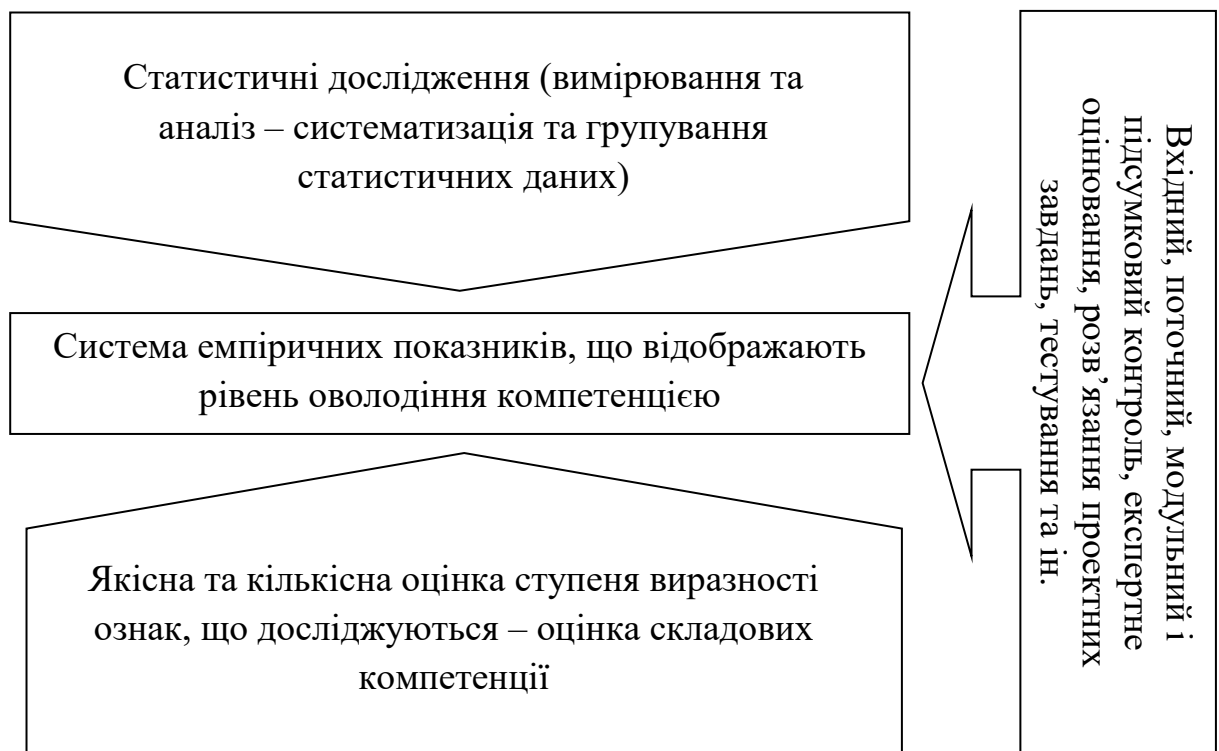 Статистичні дослідження (вимірювання та
аналіз – систематизація та групування
статистичних даних)
Система емпіричних показників, що відображають
рівень оволодіння компетенцією
Якісна та кількісна оцінка ступеня виразності
ознак, що досліджуються – оцінка складових
компетенції
Вхідний, поточний, модульний і
підсумковий контроль, експертне
оцінювання, розв’язання проектних
завдань, тестування та ін.